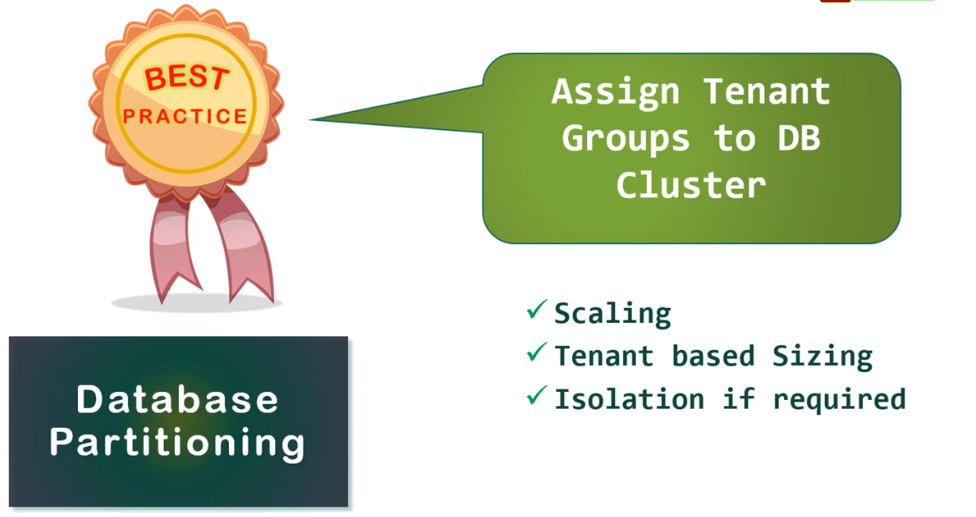 BEST
PRACTICE
Assign Tenant
Groups to DB
Cluster
Scaling
Tenant based Sizing
Isolation if required
Database
Partitioning